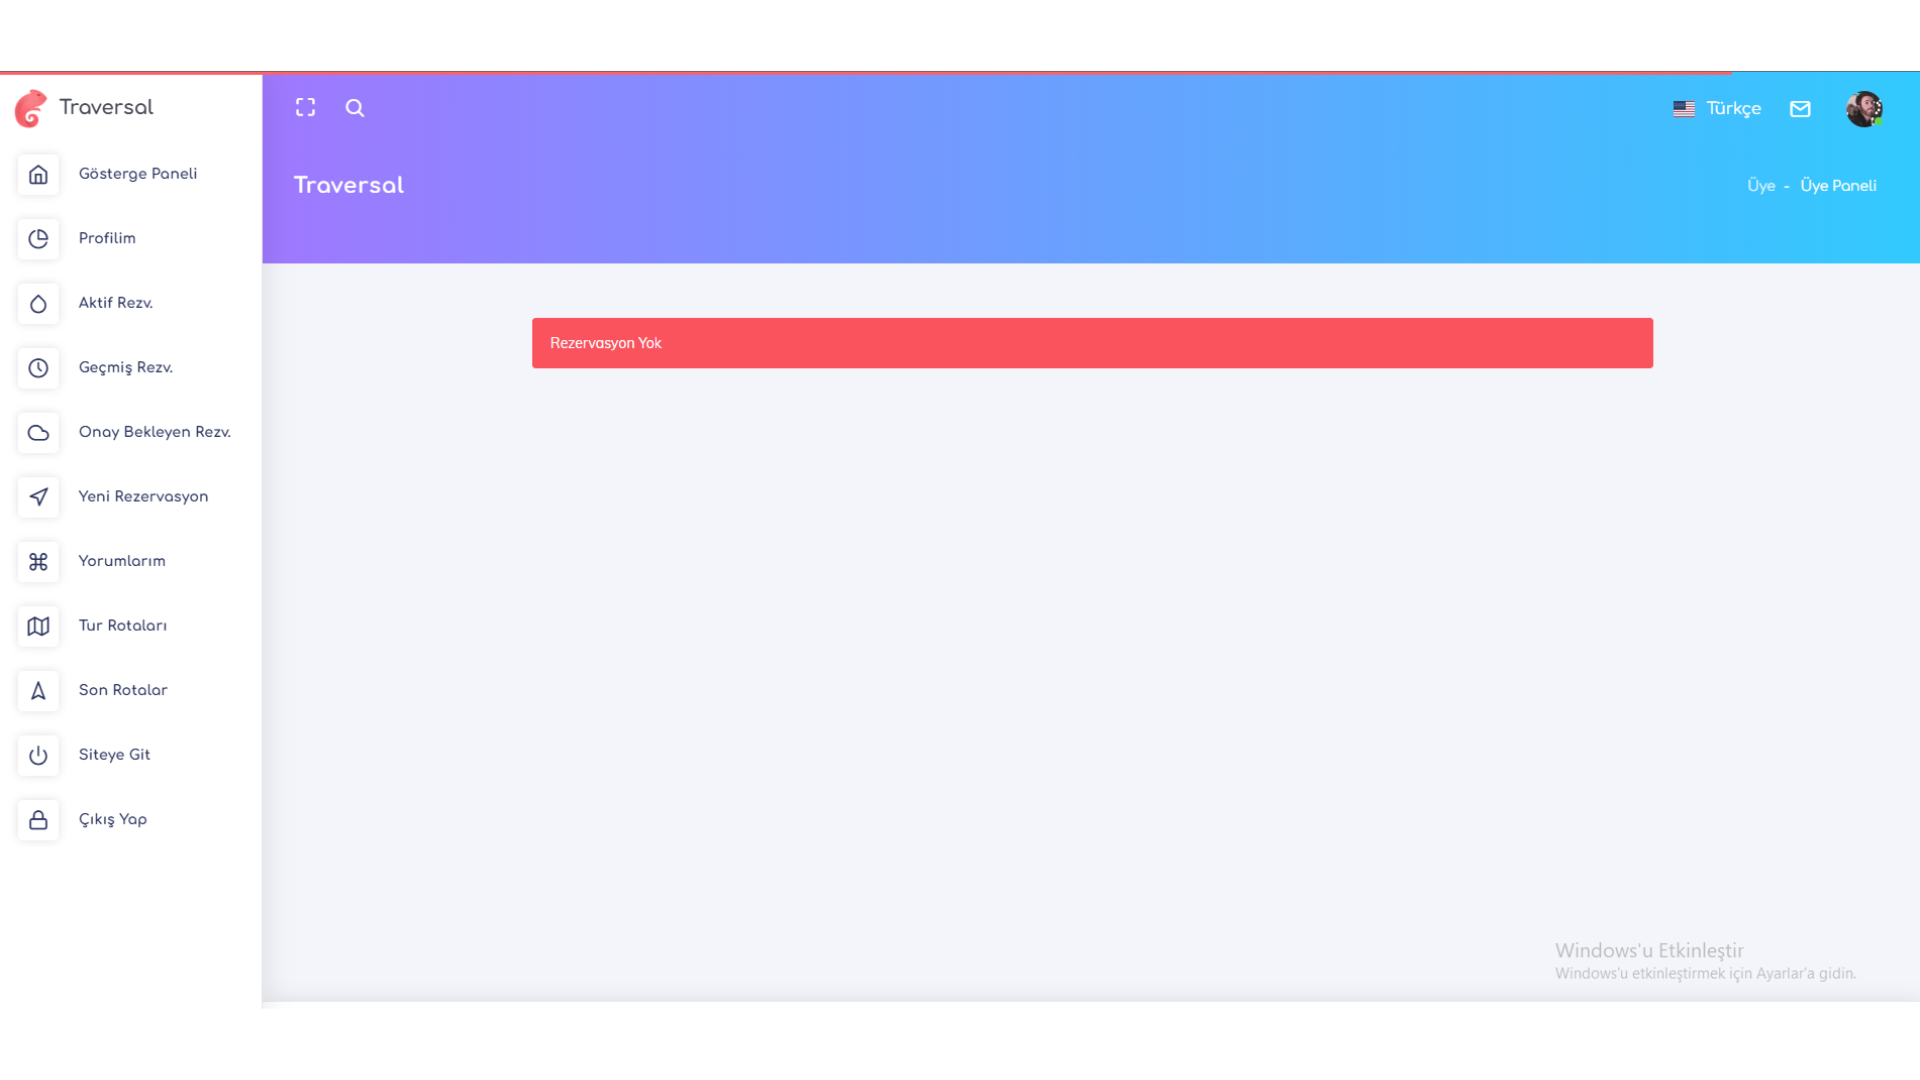 Traversal
Gösterge Paneli
Profilim
Aktif Rezv.
Geçmiş Rezv.
Onay Bekleyen Rezv.
Yeni Rezervasyon
Yorumlarım
Tur Rotaları
Son Rotalar
Siteye Git
Çıkış Yap
Türkçe
Traversal
Üye - Üye Paneli
Rezervasyon Yok
Windows'u Etkinleştir
Windows'u etkinleştirmek için Ayarlar'a gidin.